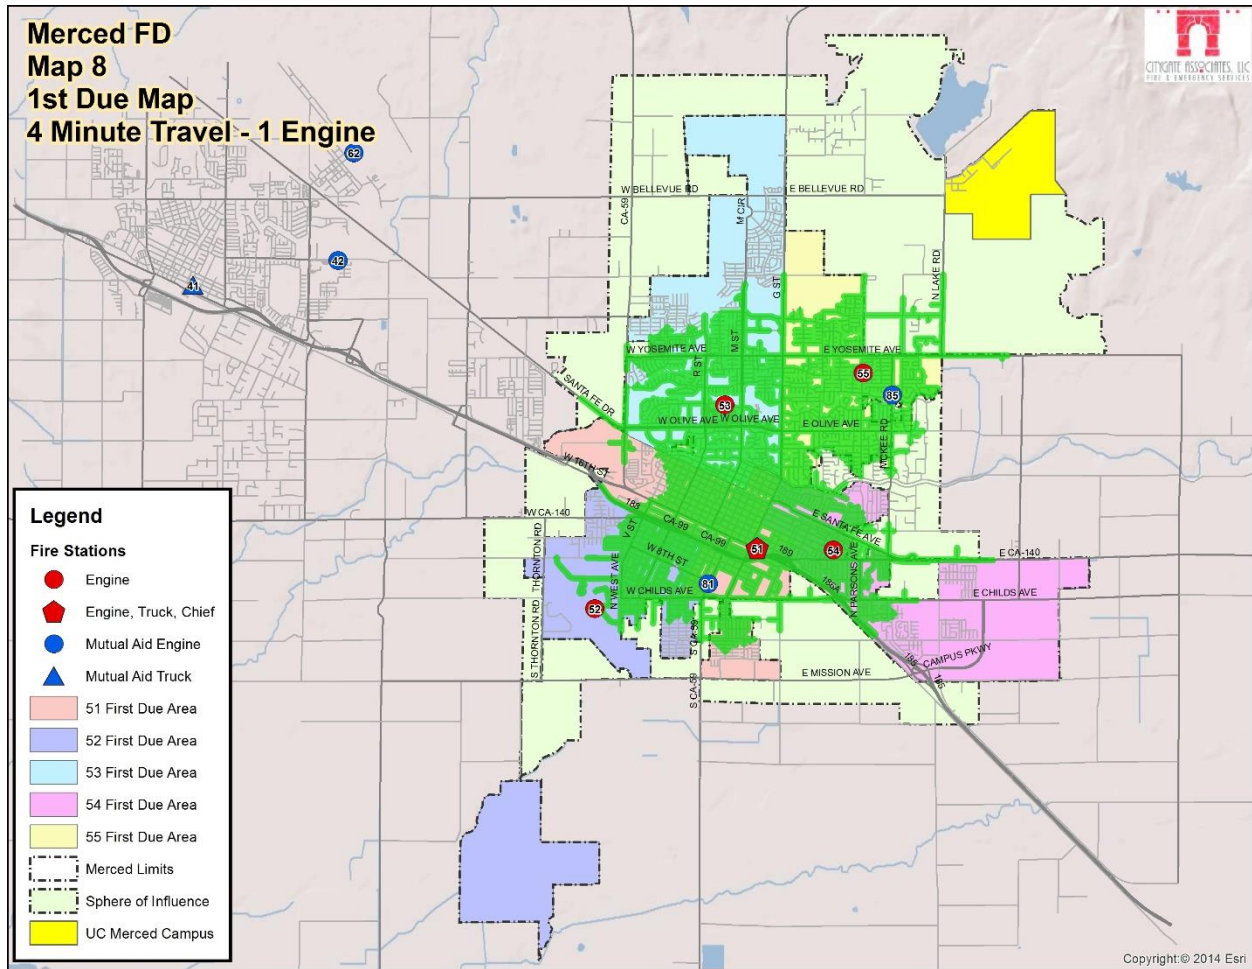 Merced FD
Map 8
1st Due Map
4 Minute Travel - 1 Engine
CITYGATE ASSOCIATES, LLC
FIRE & EMERGENCY SERVICES
62
42
41
W BELLEVUE RD
E BELLEVUE RD
CA-59
M CIR
G ST
N LAKE RD
W YOSEMITE AVE
E YOSEMITE AVE
M ST
R ST
SANTA FE DR
55
53
85
W OLIVE AVE
W OLIVE AVE
E OLIVE AVE
MCKEE RD
W 16TH ST
188
W CA-140
V ST
CA-99
CA-99
E SANTA FE AVE
W 8TH ST
51
189
54
E CA-140
S THORNTON RD
THORNTON RD
N WEST AVE
81
186A
N PARSONS AVE
W CHILDS AVE
E CHILDS AVE
52
S CA-59
S CA-59
E MISSION AVE
CAMPUS PKWY
185
186
Legend
Fire Stations
Engine
Engine, Truck, Chief
Mutual Aid Engine
Mutual Aid Truck
51 First Due Area
52 First Due Area
53 First Due Area
54 First Due Area
55 First Due Area
Merced Limits
Sphere of Influence
UC Merced Campus
Copyright:© 2014 Esri